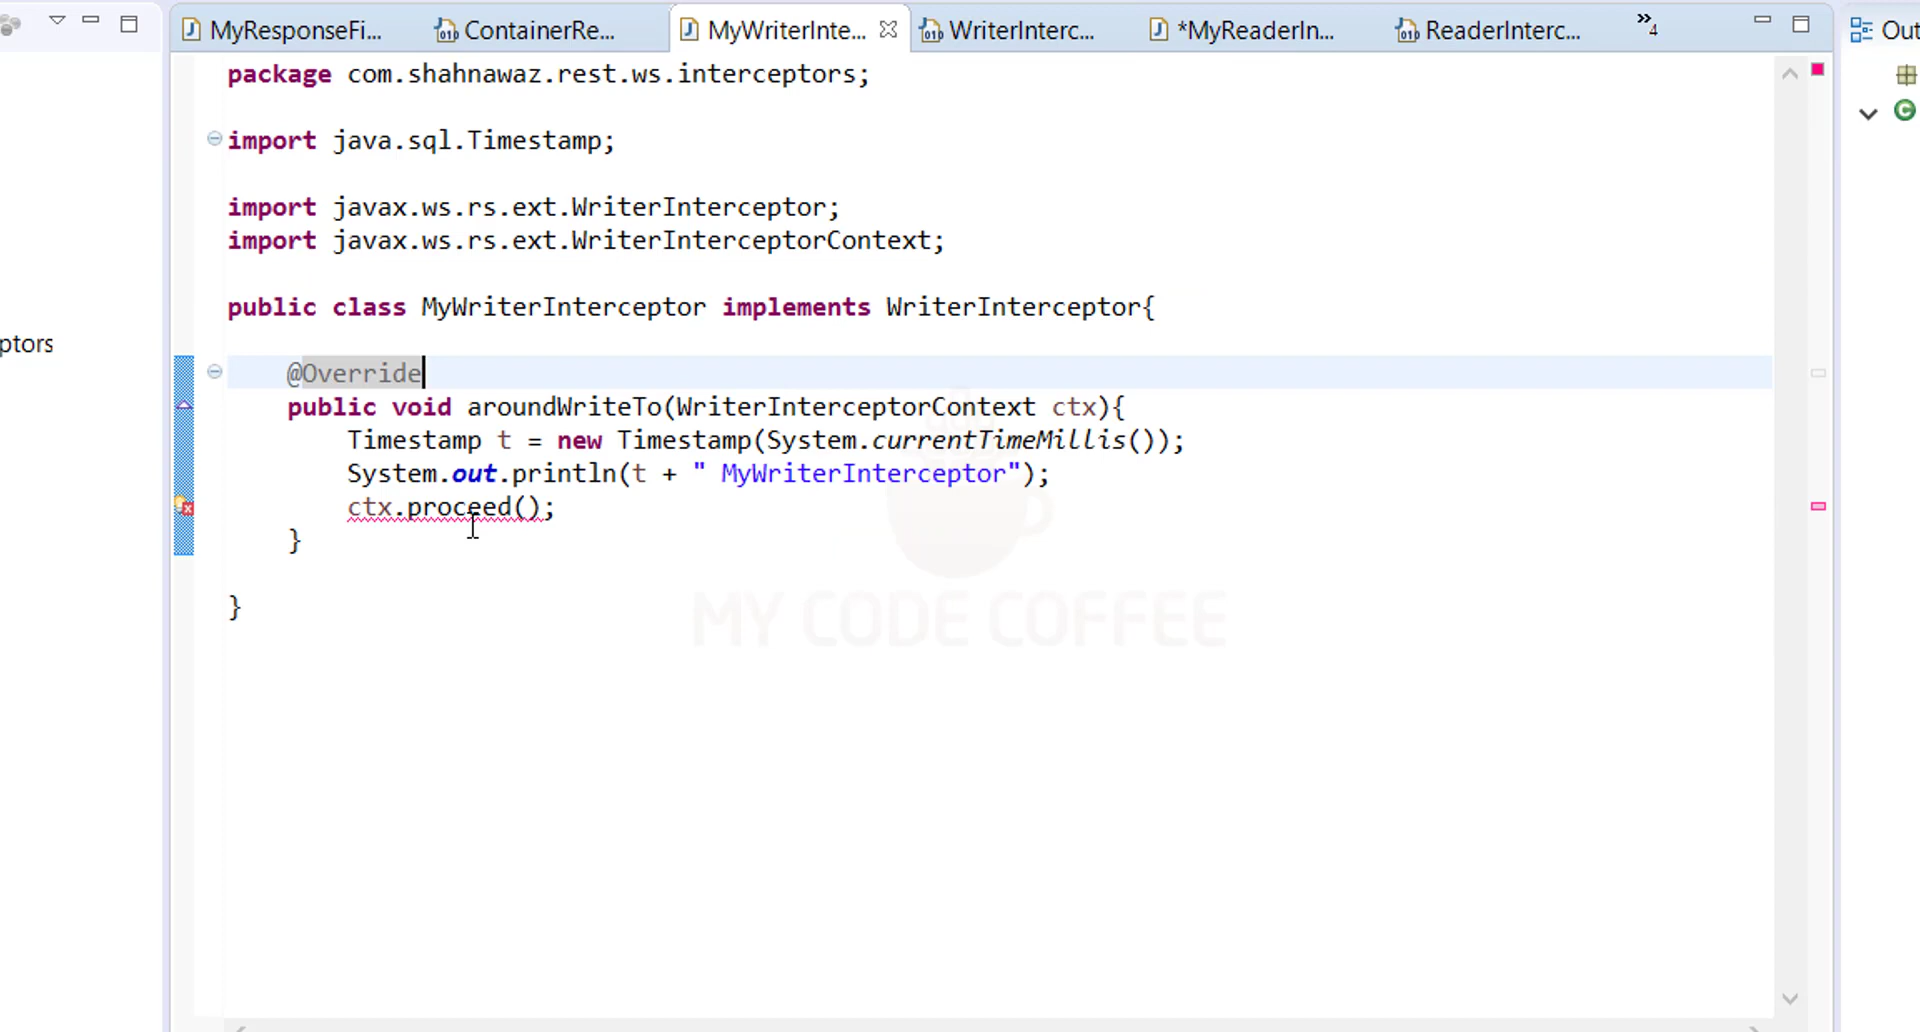 MyResponseFi... ContainerRe... MyWriterInte... WriterInterc... *MyReaderIn... ReaderInterc... »4 Out
package com.shahnawaz.rest.ws.interceptors;
import java.sql.Timestamp;
import javax.ws.rs.ext.WriterInterceptor;
import javax.ws.rs.ext.WriterInterceptorContext;
public class MyWriterInterceptor implements WriterInterceptor{
ptors
@Override
public void aroundWriteTo(WriterInterceptorContext ctx){
Timestamp t = new Timestamp(System.currentTimeMillis());
System.out.println(t + " MyWriterInterceptor");
ctx.proceed();
}
}
MY CODE COFFEE